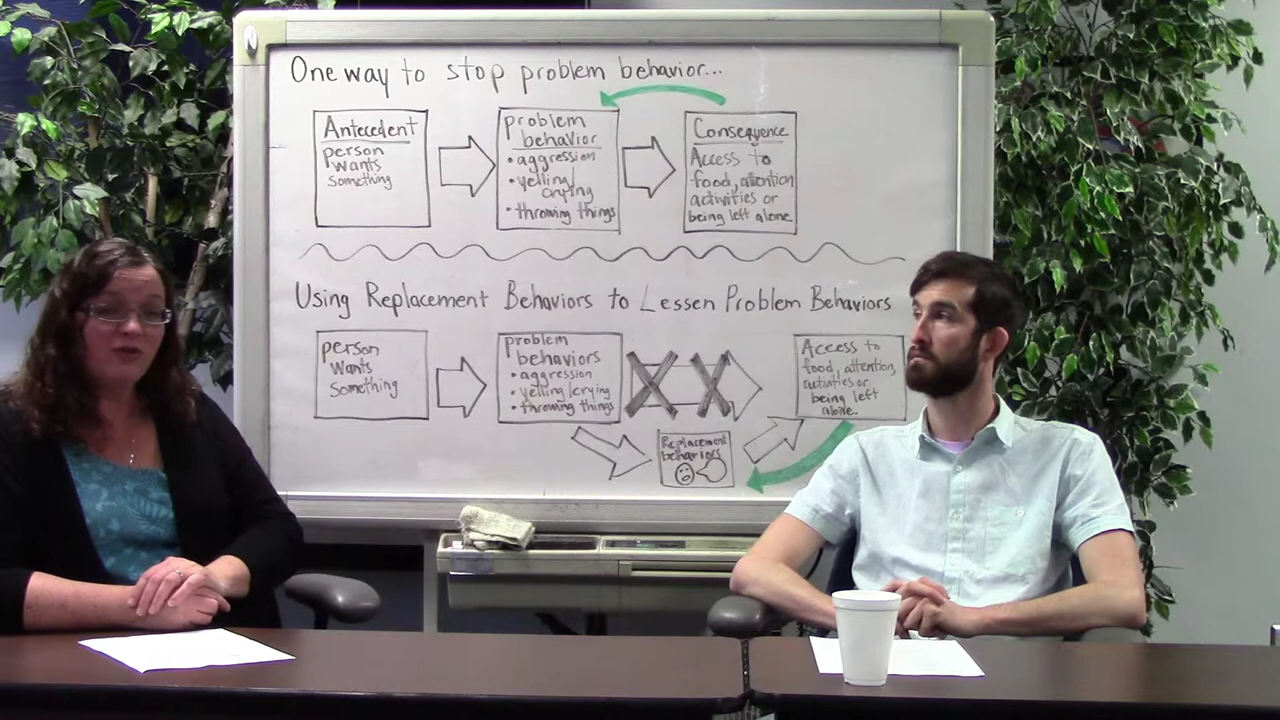 One way to stop problem behavior...
Antecedent
person
wants
something
problem
behavior
• aggression
• yelling/
crying
• throwing things
Consequence
Access to
food, attention
activities or
being left alone.
Using Replacement Behaviors to Lessen Problem Behaviors
person
wants
something
problem
behaviors
• aggression
• yelling/crying
• throwing things
Replacement
behaviors
Access to
food, attention,
activities or
being left
alone.